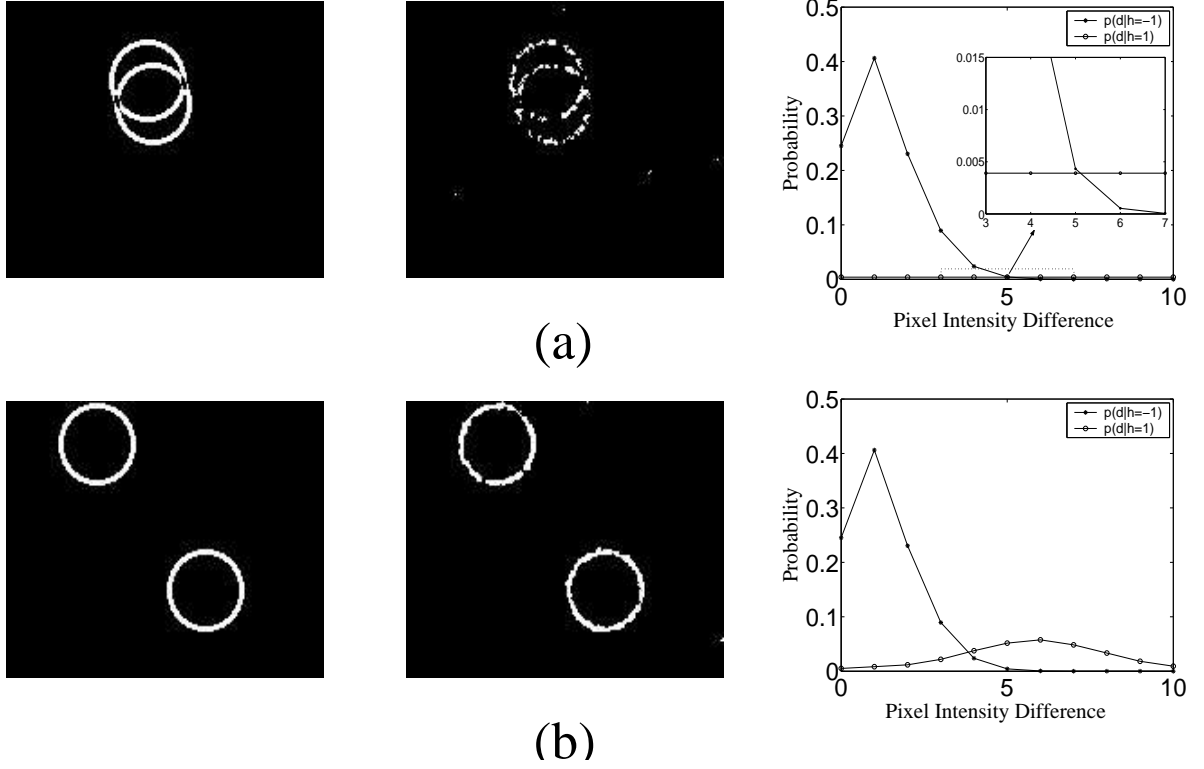 0.5
0.4
0.3
0.2
0.1
0
Probability
p(d|h=−1)
p(d|h=1)
0.015
0.01
0.005
0
3 4 5 6 7
0 5 10
Pixel Intensity Difference
(a)
0.5
0.4
0.3
0.2
0.1
0
Probability
p(d|h=−1)
p(d|h=1)
0 5 10
Pixel Intensity Difference
(b)